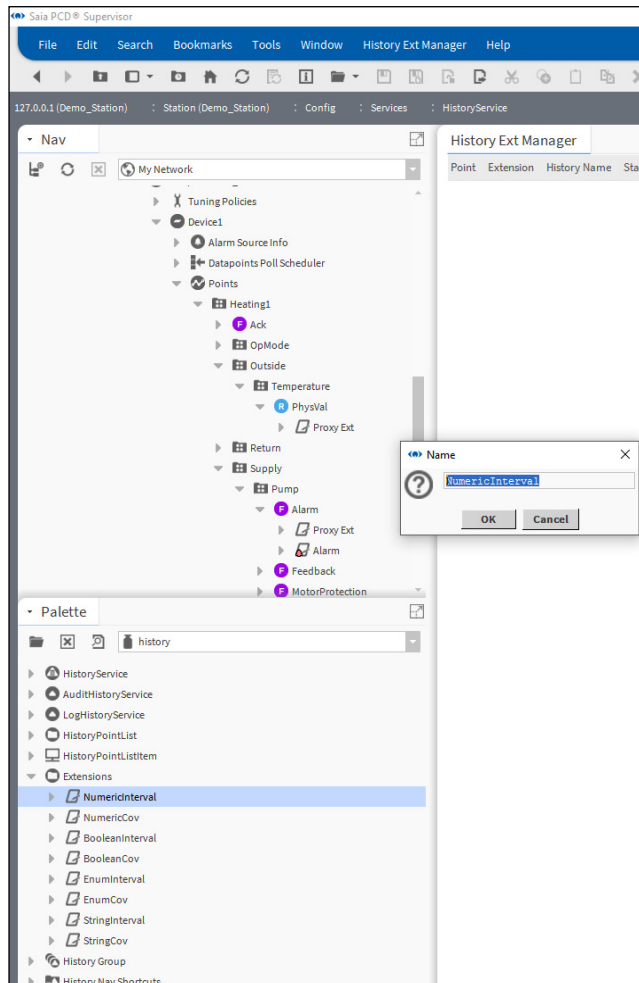 Saia PCD® Supervisor
File Edit Search Bookmarks Tools Window History Ext Manager Help
127.0.0.1 (Demo_Station) : Station (Demo_Station) : Config : Services : HistoryService
Nav
History Ext Manager
My Network
Point Extension History Name Sta
Tuning Policies
Device1
Alarm Source Info
Datapoints Poll Scheduler
Points
Heating1
F Ack
OpMode
Outside
Temperature
R PhysVal
Proxy Ext
Return
Supply
Pump
F Alarm
Proxy Ext
Alarm
F Feedback
F MotorProtection
Name
NumericInterval
OK Cancel
Palette
history
HistoryService
AuditHistoryService
LogHistoryService
HistoryPointList
HistoryPointListItem
Extensions
NumericInterval
NumericCov
BooleanInterval
BooleanCov
EnumInterval
EnumCov
StringInterval
StringCov
History Group
History Nav Shortcuts